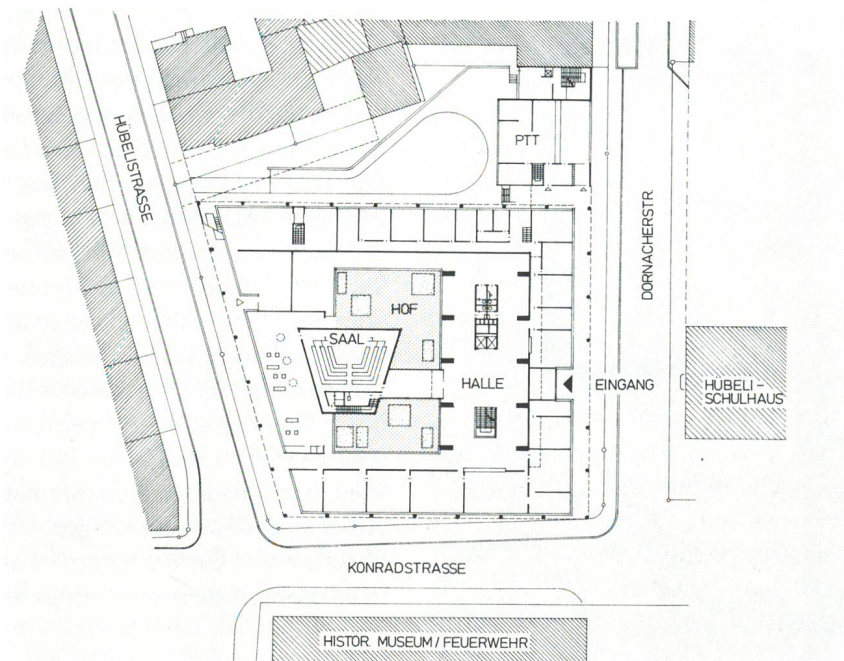 HÜBELISTRASSE
PTT
DORNACHERSTR.
HOF
SAAL
HALLE
EINGANG
HÜBELI-
SCHULHAUS
KONRADSTRASSE
HISTOR. MUSEUM / FEUERWEHR